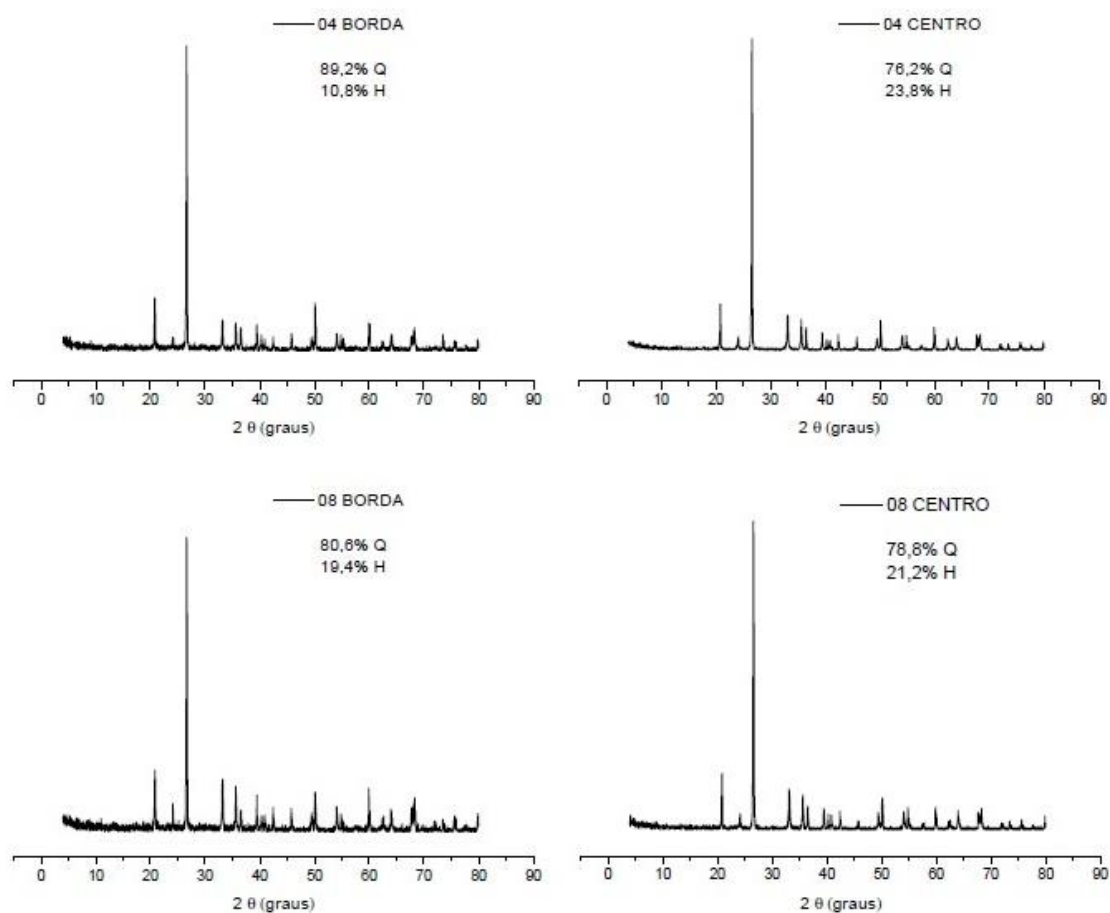 04 BORDA
89,2% Q
10,8% H
0 10 20 30 40 50 60 70 80 90
2 θ (graus)
04 CENTRO
76,2% Q
23,8% H
0 10 20 30 40 50 60 70 80 90
2 θ (graus)
08 BORDA
80,6% Q
19,4% H
0 10 20 30 40 50 60 70 80 90
2 θ (graus)
08 CENTRO
78,8% Q
21,2% H
0 10 20 30 40 50 60 70 80 90
2 θ (graus)